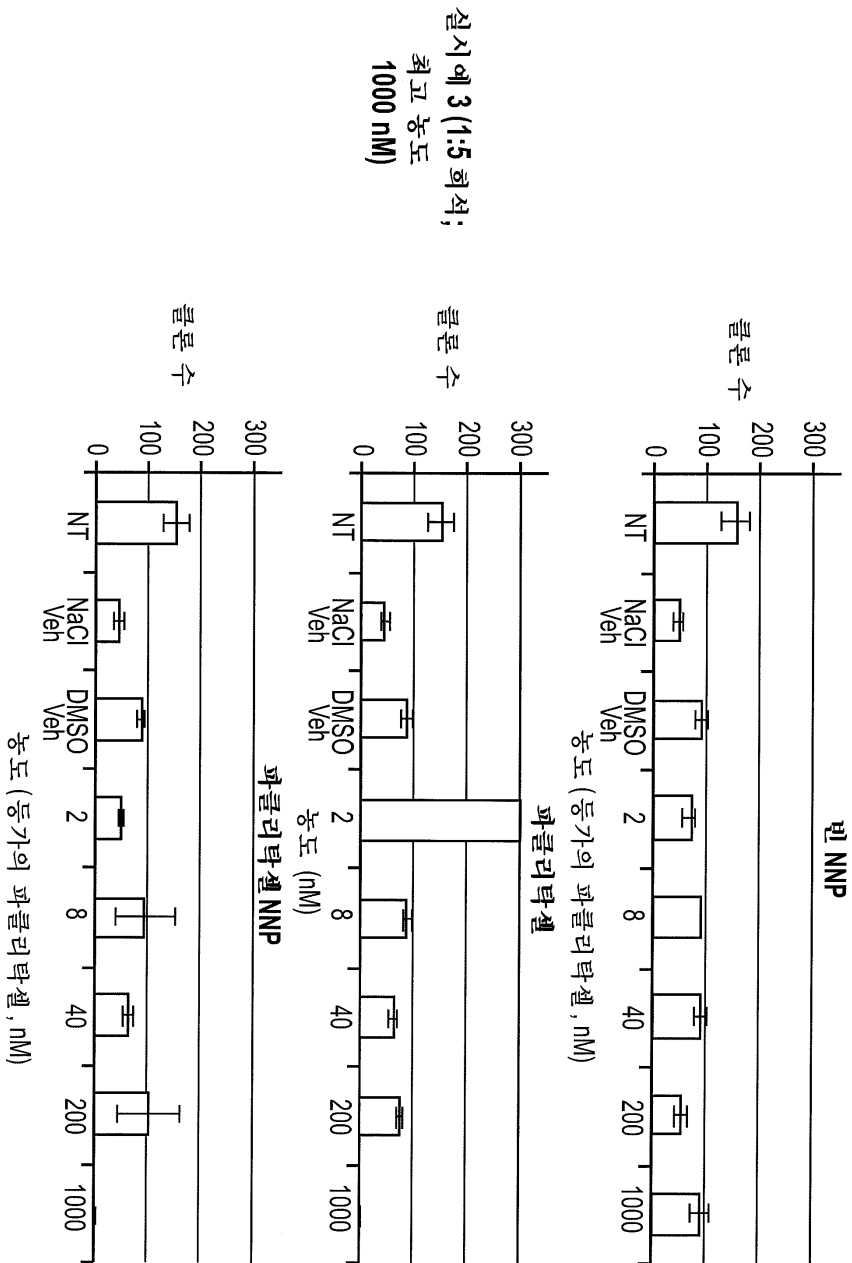 실시예 3 (1:5 희석;
최고 농도
1000 nM)
빈 NNP
클론 수
300
200
100
0
NT
NaCl
Veh
DMSO
Veh
2
8
40
200
1000
농도 (등가의 파클리탁셀, nM)
파클리탁셀
클론 수
300
200
100
0
NT
NaCl
Veh
DMSO
Veh
2
8
40
200
1000
농도 (nM)
파클리탁셀 NNP
클론 수
300
200
100
0
NT
NaCl
Veh
DMSO
Veh
2
8
40
200
1000
농도 (등가의 파클리탁셀, nM)